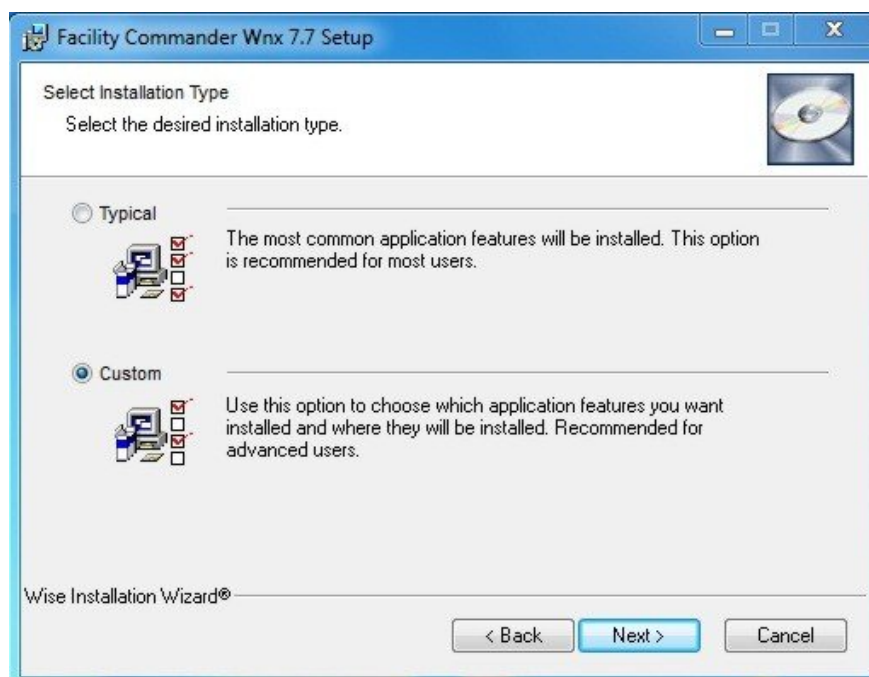 Facility Commander Wnx 7.7 Setup
Select Installation Type
Select the desired installation type.
Typical
The most common application features will be installed. This option
is recommended for most users.
Custom
Use this option to choose which application features you want
installed and where they will be installed. Recommended for
advanced users.
Wise Installation Wizard®
< Back Next > Cancel